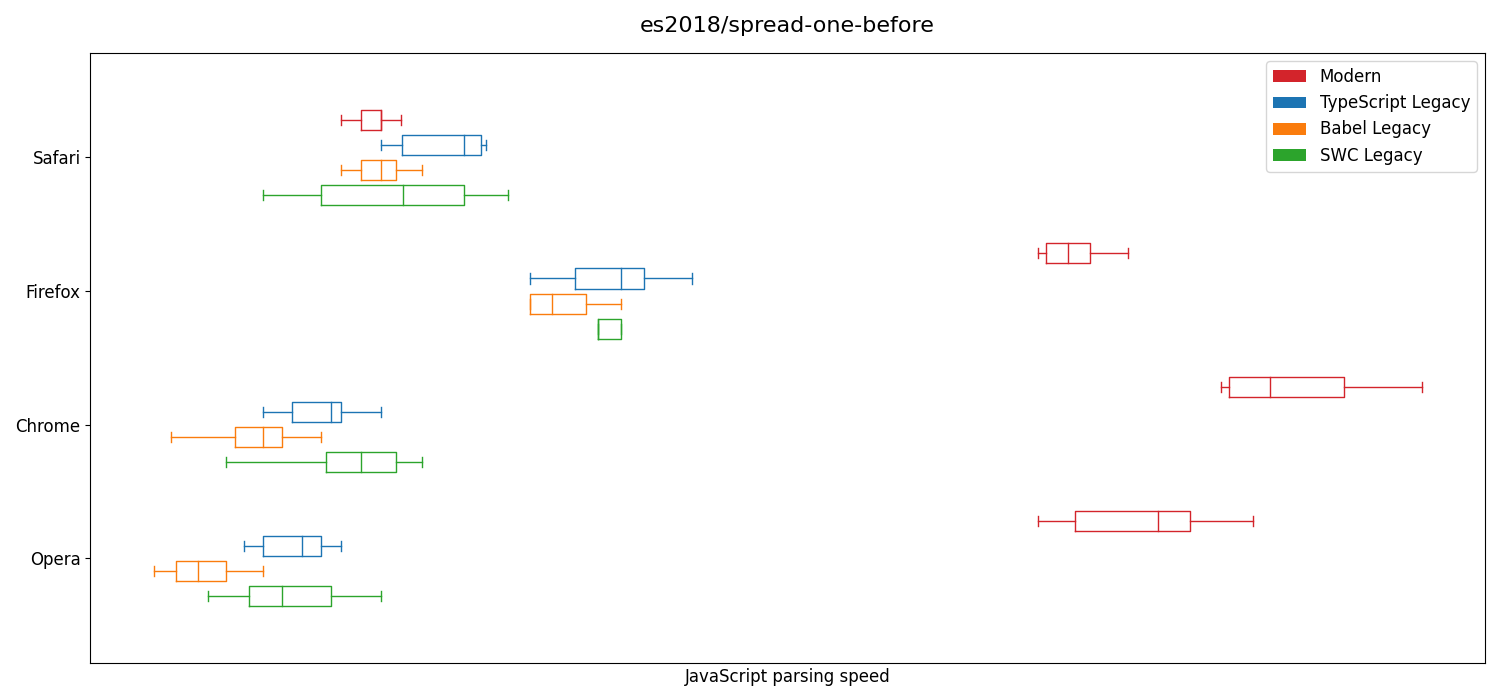 es2018/spread-one-before
Modern
TypeScript Legacy
Babel Legacy
SWC Legacy
Safari
Firefox
Chrome
Opera
JavaScript parsing speed